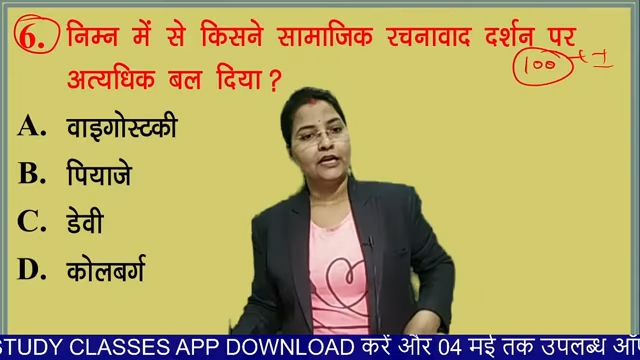 6. निम्न में से किसने सामाजिक रचनावाद दर्शन पर
100
अत्यधिक बल दिया ?
A. वाइगोस्टकी
B. पियाजे
C. डेवी
D. कोलबर्ग
STUDY CLASSES APP DOWNLOAD करें और 04 मई तक उपलब्ध